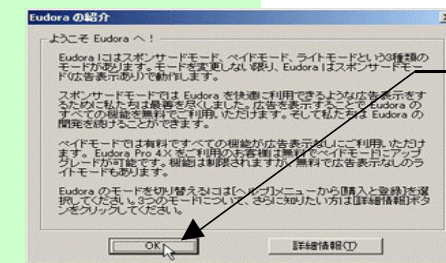 Eudora の紹介
ようこそ Eudora へ！
Eudora にはスポンサードモード、ペイドモード、ライトモードという3種類の
モードがあります。モードを変更しない限り、Eudora はスポンサードモー
ド(広告表示あり)で動作します。
スポンサードモードでは Eudora を快適に利用できるような広告表示をす
るために私たちは最善を尽くしました。広告を表示することで Eudora の
すべての機能を無料でご利用いただけます。そして私たちは Eudora の
開発を続けることができます。
ペイドモードでは有料ですべての機能が広告表示なしにご利用いただけ
ます。Eudora Pro 4.X をご利用のお客様は無料でペイドモードにアップ
グレードが可能です。機能は制限されますが、無料で広告表示なしのラ
イトモードもあります。
Eudora のモードを切り替えるには[ヘルプ]メニューから[購入と登録]を選
択してください。3つのモードについて、さらに知りたい方は[詳細情報]ボタ
ンをクリックしてください。
OK
詳細情報(T)